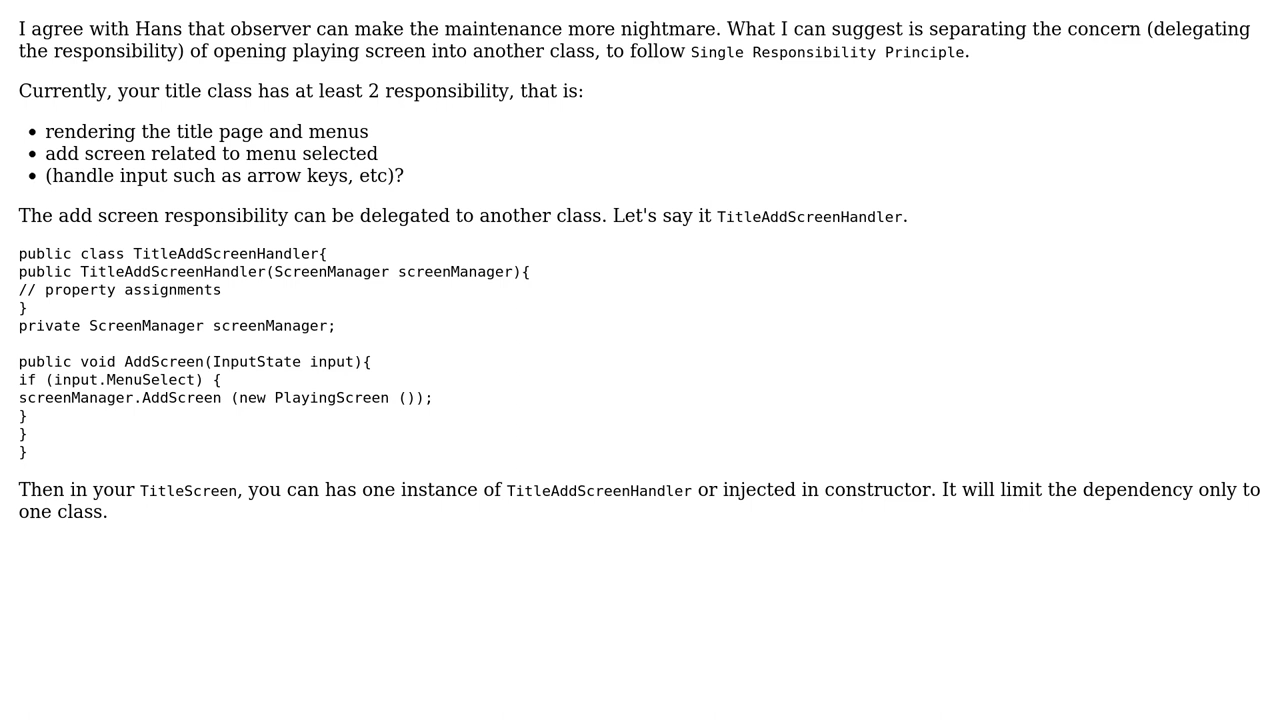 I agree with Hans that observer can make the maintenance more nightmare. What I can suggest is separating the concern (delegating
the responsibility) of opening playing screen into another class, to follow Single Responsibility Principle.
Currently, your title class has at least 2 responsibility, that is:
• rendering the title page and menus
• add screen related to menu selected
• (handle input such as arrow keys, etc)?
The add screen responsibility can be delegated to another class. Let's say it TitleAddScreenHandler.
public class TitleAddScreenHandler{
public TitleAddScreenHandler(ScreenManager screenManager){
// property assignments
}
private ScreenManager screenManager;
public void AddScreen(InputState input){
if (input.MenuSelect) {
screenManager.AddScreen (new PlayingScreen ());
}
}
}
Then in your TitleScreen, you can has one instance of TitleAddScreenHandler or injected in constructor. It will limit the dependency only to
one class.